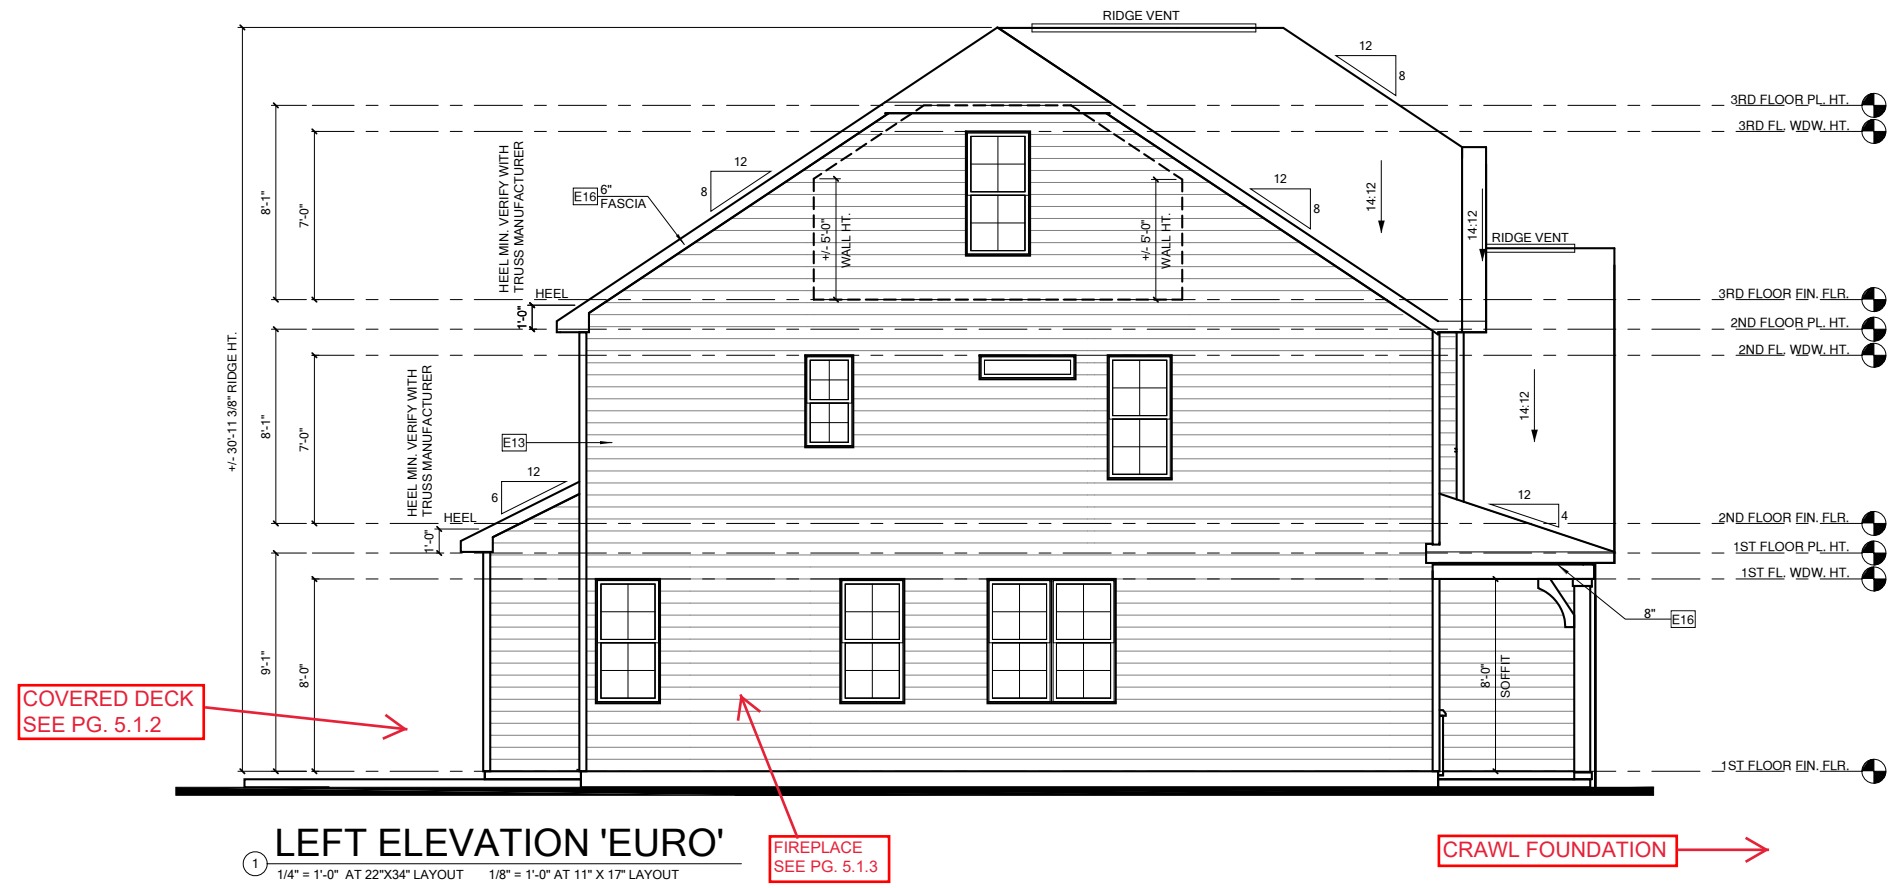 RIDGE VENT
12
8
3RD FLOOR PL. HT.
3RD FL. WDW. HT.
HEEL MIN. VERIFY WITH
TRUSS MANUFACTURER
12
8
E16
6"
FASCIA
8'-1"
7'-0"
12
8
14:12
14:12
+/- 5'-0"
WALL HT.
+/- 5'-0"
WALL HT.
RIDGE VENT
HEEL
1'-0"
3RD FLOOR FIN. FLR.
2ND FLOOR PL. HT.
2ND FL. WDW. HT.
+/- 30'-11 3/8" RIDGE HT.
8'-1"
7'-0"
HEEL MIN. VERIFY WITH
TRUSS MANUFACTURER
E13
14:12
12
6
HEEL
1'-0"
12
4
2ND FLOOR FIN. FLR.
1ST FLOOR PL. HT.
1ST FL. WDW. HT.
8"
E16
9'-1"
8'-0"
8'-0"
SOFFIT
COVERED DECK
SEE PG. 5.1.2
1ST FLOOR FIN. FLR.
1
LEFT ELEVATION 'EURO'
1/4" = 1'-0" AT 22"X34" LAYOUT 1/8" = 1'-0" AT 11" X 17" LAYOUT
FIREPLACE
SEE PG. 5.1.3
CRAWL FOUNDATION